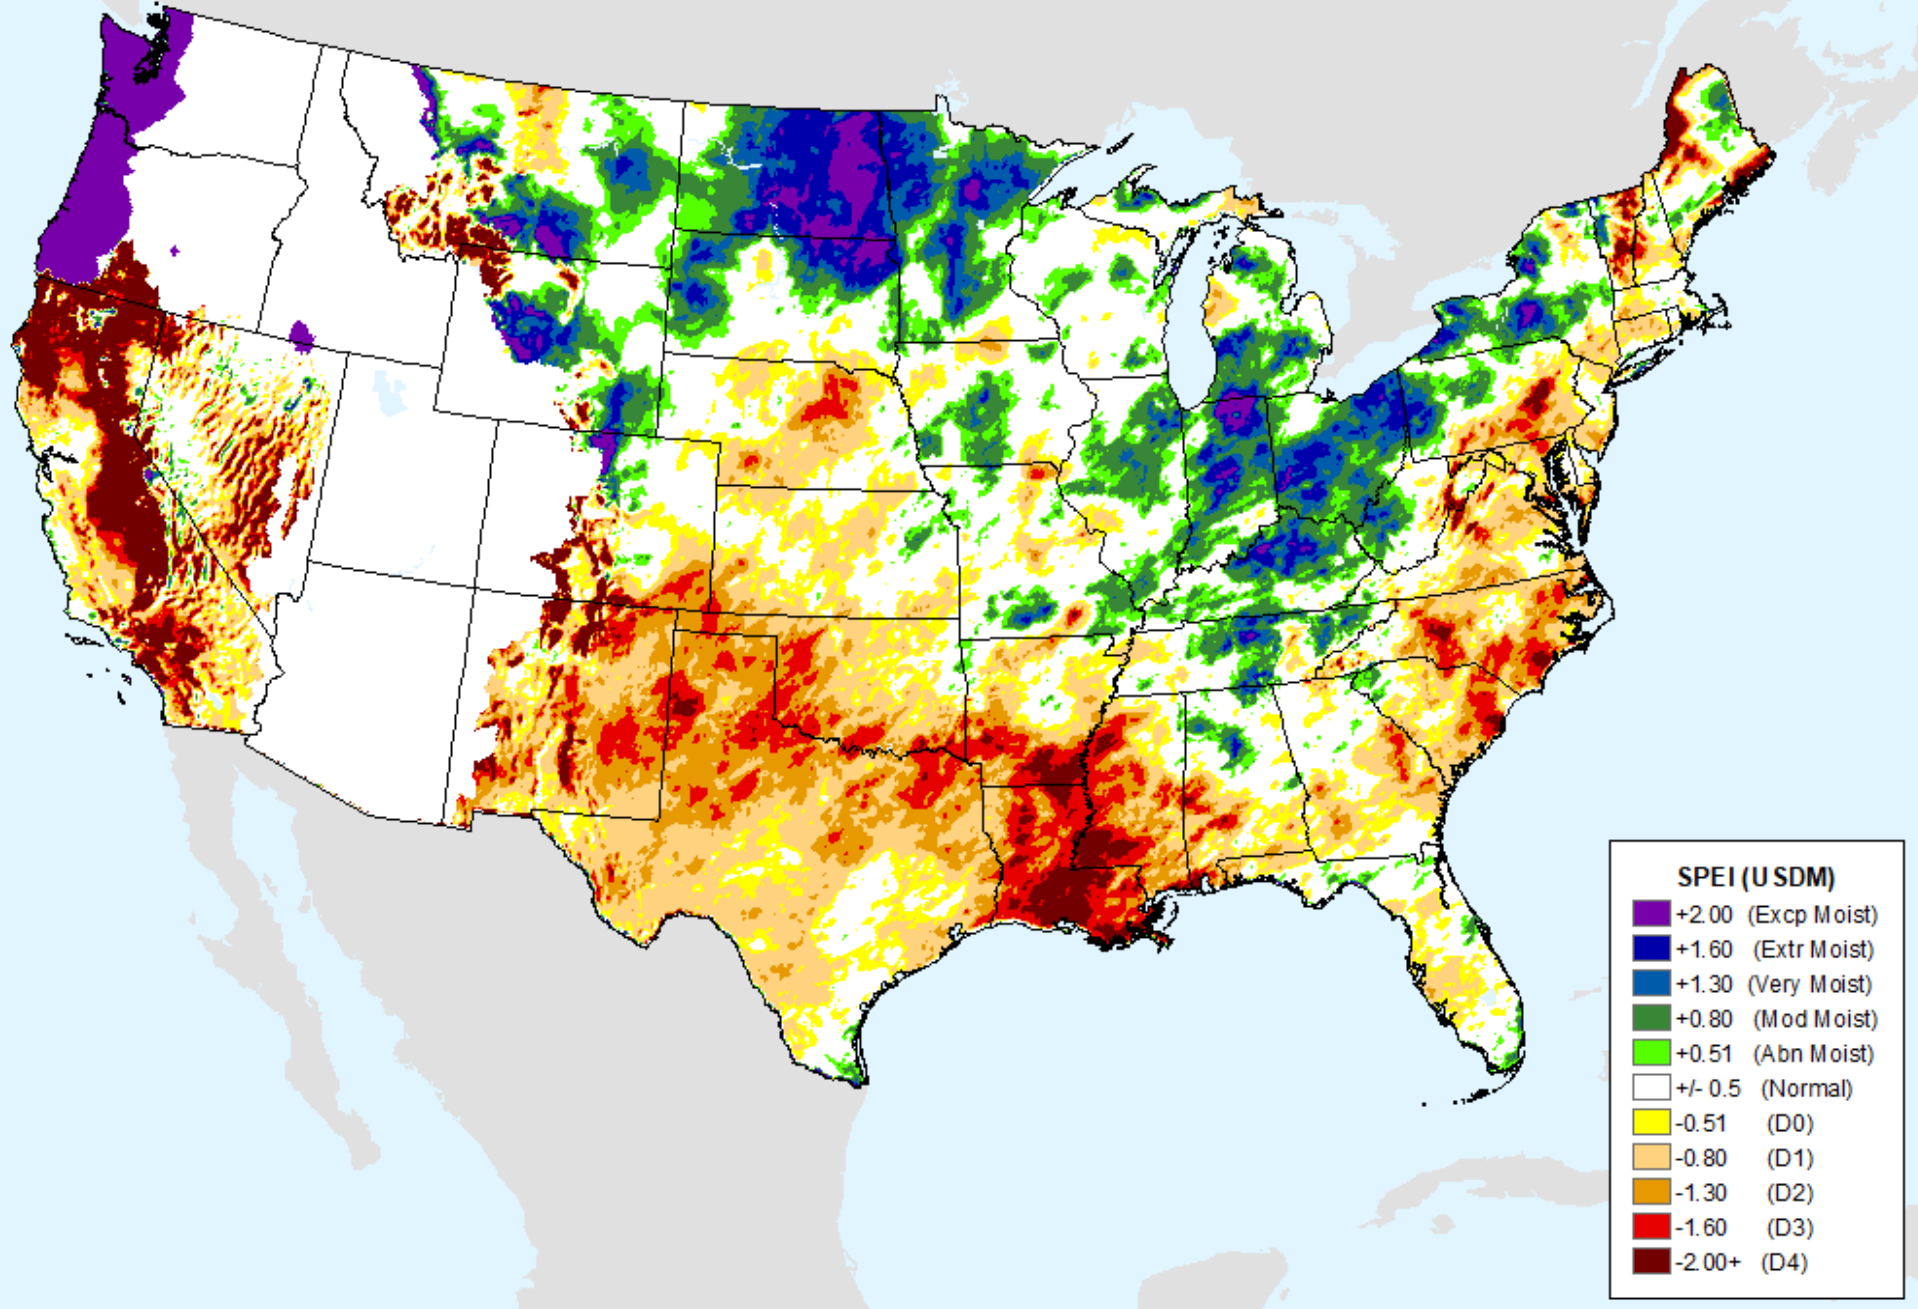 SPEI (USDM)
+2.00 (Excp Moist)
+1.60 (Extr Moist)
+1.30 (Very Moist)
+0.80 (Mod Moist)
+0.51 (Abn Moist)
+/- 0.5 (Normal)
-0.51 (D0)
-0.80 (D1)
-1.30 (D2)
-1.60 (D3)
-2.00+ (D4)